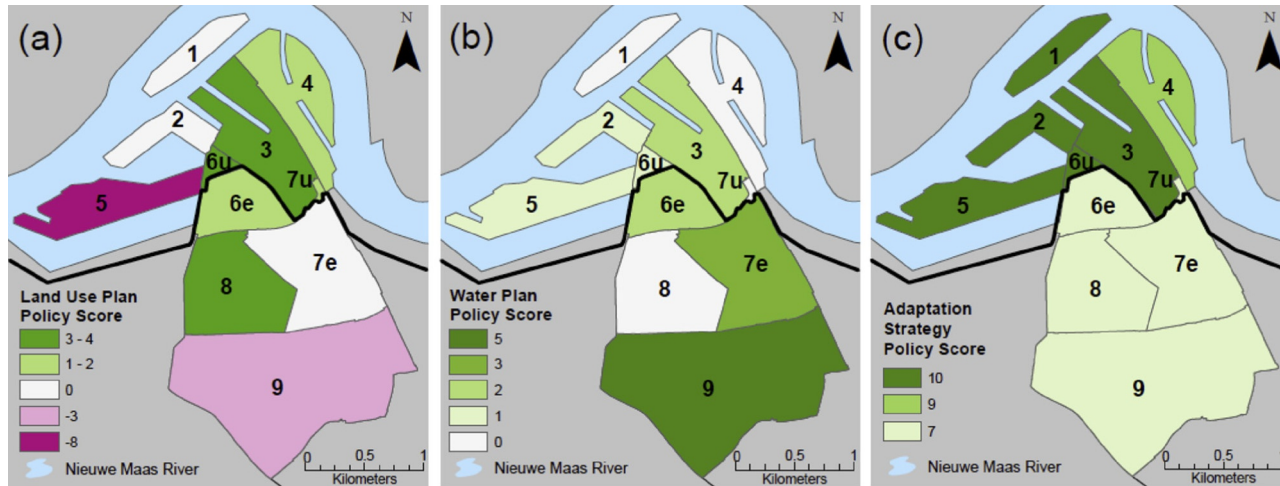 (a)
N
1
4
2
3
6u
7u
5
6e
7e
8
Land Use Plan
Policy Score
3 - 4
1 - 2
0
-3
-8
9
Nieuwe Maas River
0 0.5 1
Kilometers
(b)
N
1
4
2
3
6u
7u
5
6e
7e
8
Water Plan
Policy Score
5
3
2
1
0
9
Nieuwe Maas River
0 0.5 1
Kilometers
(c)
N
1
4
2
3
6u
7u
5
6e
7e
8
Adaptation
Strategy
Policy Score
10
9
7
9
Nieuwe Maas River
0 0.5 1
Kilometers